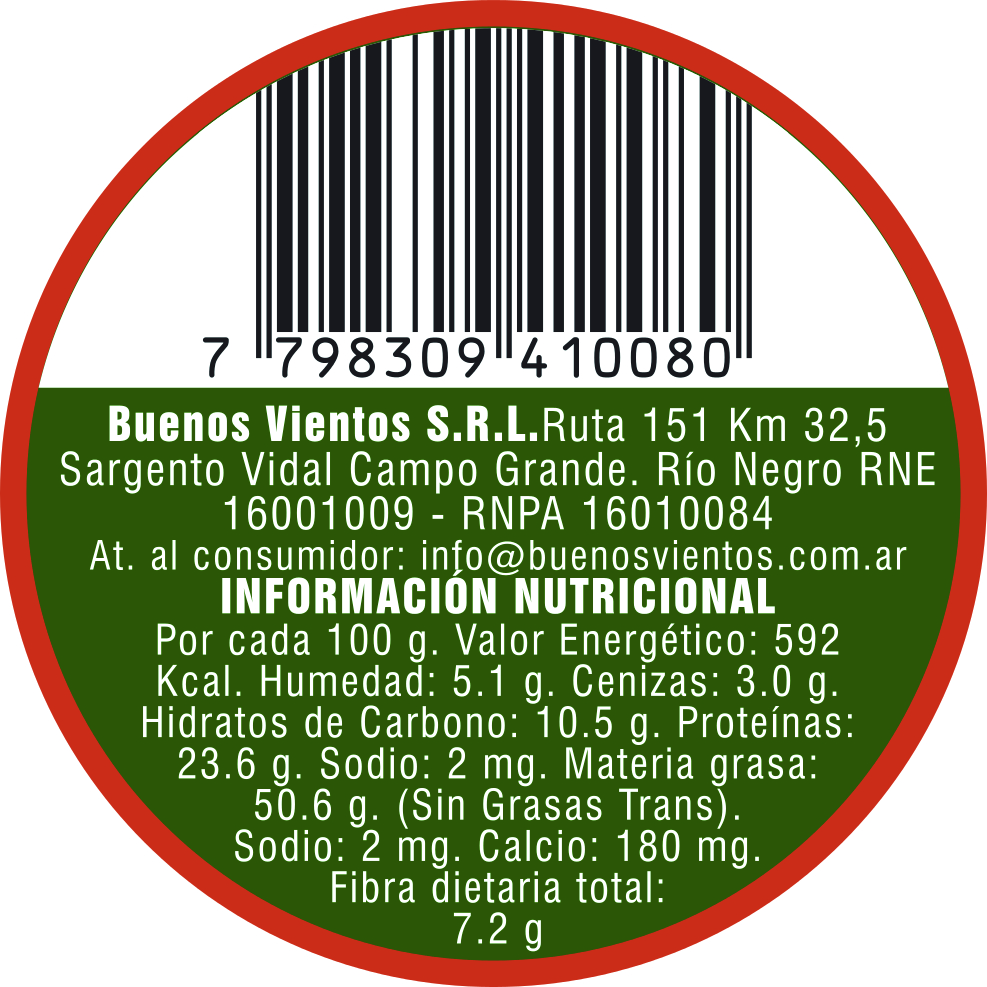 7 798309 410080
Buenos Vientos S.R.L.Ruta 151 Km 32,5
Sargento Vidal Campo Grande. Río Negro RNE
16001009 - RNPA 16010084
At. al consumidor: info@buenosvientos.com.ar
INFORMACIÓN NUTRICIONAL
Por cada 100 g. Valor Energético: 592
Kcal. Humedad: 5.1 g. Cenizas: 3.0 g.
Hidratos de Carbono: 10.5 g. Proteínas:
23.6 g. Sodio: 2 mg. Materia grasa:
50.6 g. (Sin Grasas Trans).
Sodio: 2 mg. Calcio: 180 mg.
Fibra dietaria total:
7.2 g